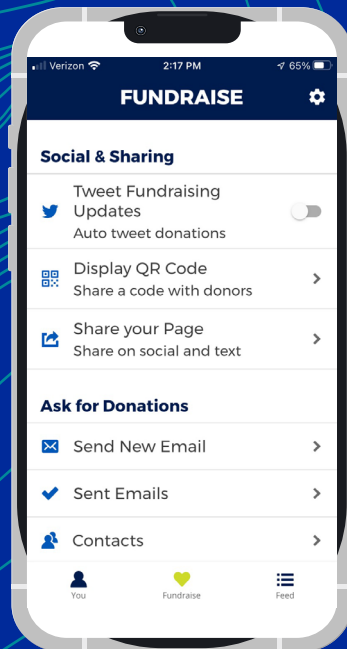 Verizon 2:17 PM 65%
FUNDRAISE
Social & Sharing
Tweet Fundraising
Updates
Auto tweet donations
Display QR Code
Share a code with donors
Share your Page
Share on social and text
Ask for Donations
Send New Email
Sent Emails
Contacts
You Fundraise Feed